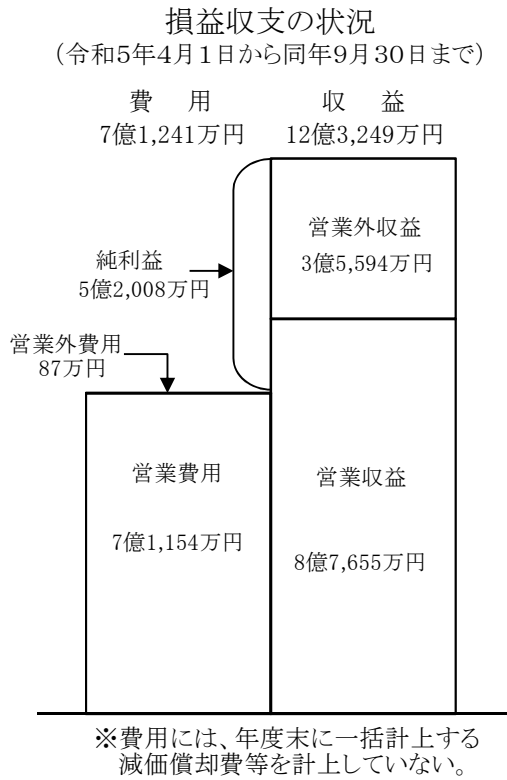 損益収支の状況
(令和5年4月1日から同年9月30日まで)
費 用
7億1,241万円
収 益
12億3,249万円
営業外収益
3億5,594万円
純利益
5億2,008万円
営業外費用
87万円
営業費用
7億1,154万円
営業収益
8億7,655万円
※費用には、年度末に一括計上する
減価償却費等を計上していない。